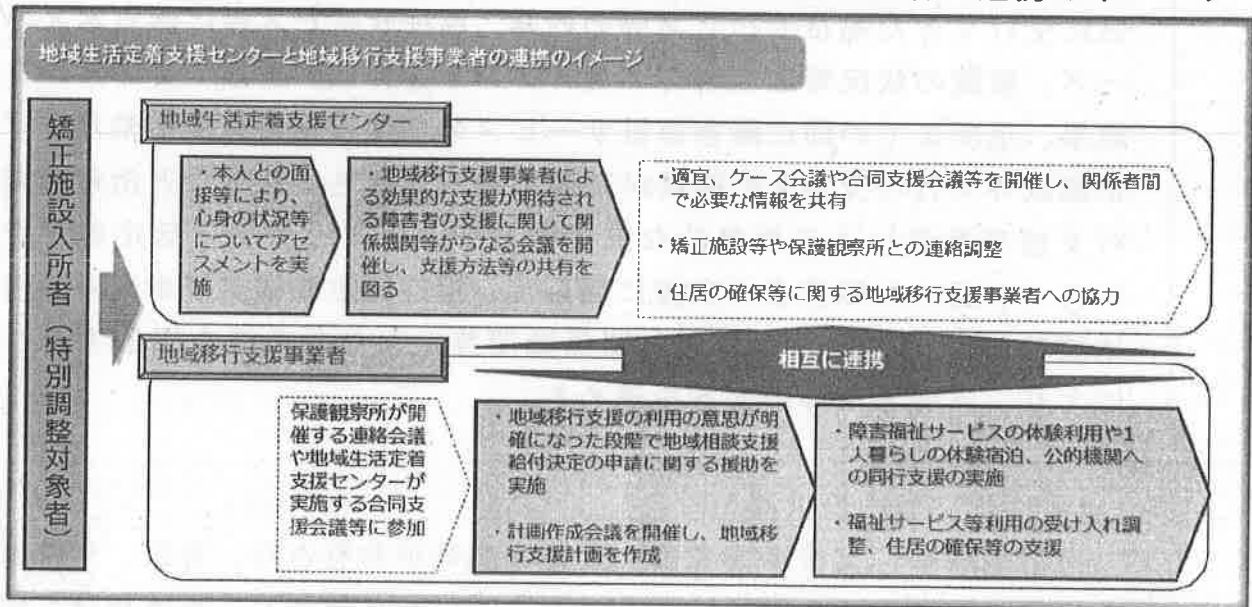 地域生活定着支援センターと地域移行支援事業者の連携のイメージ
矯正施設入所者（特別調整対象者）
地域生活定着支援センター
・本人との面
接等により、
心身の状況等
についてアセ
スメントを実
施
・地域移行支援事業者によ
る効果的な支援が期待され
る障害者の支援に関して関
係機関等からなる会議を開
催し、支援方法等の共有を
図る
・適宜、ケース会議や合同支援会議等を開催し、関係者間
で必要な情報を共有
・矯正施設等や保護観察所との連絡調整
・住居の確保等に関する地域移行支援事業者への協力
地域移行支援事業者
相互に連携
保護観察所が開
催する連絡会議
や地域生活定着
支援センターが
実施する合同支
援会議等に参加
・地域移行支援の利用の意思が明
確になった段階で地域相談支援
給付決定の申請に関する援助を
実施
・計画作成会議を開催し、地域移
行支援計画を作成
・障害福祉サービスの体験利用や1
人暮らしの体験宿泊、公的機関へ
の同行支援の実施
・福祉サービス等利用の受け入れ調
整、住居の確保等の支援